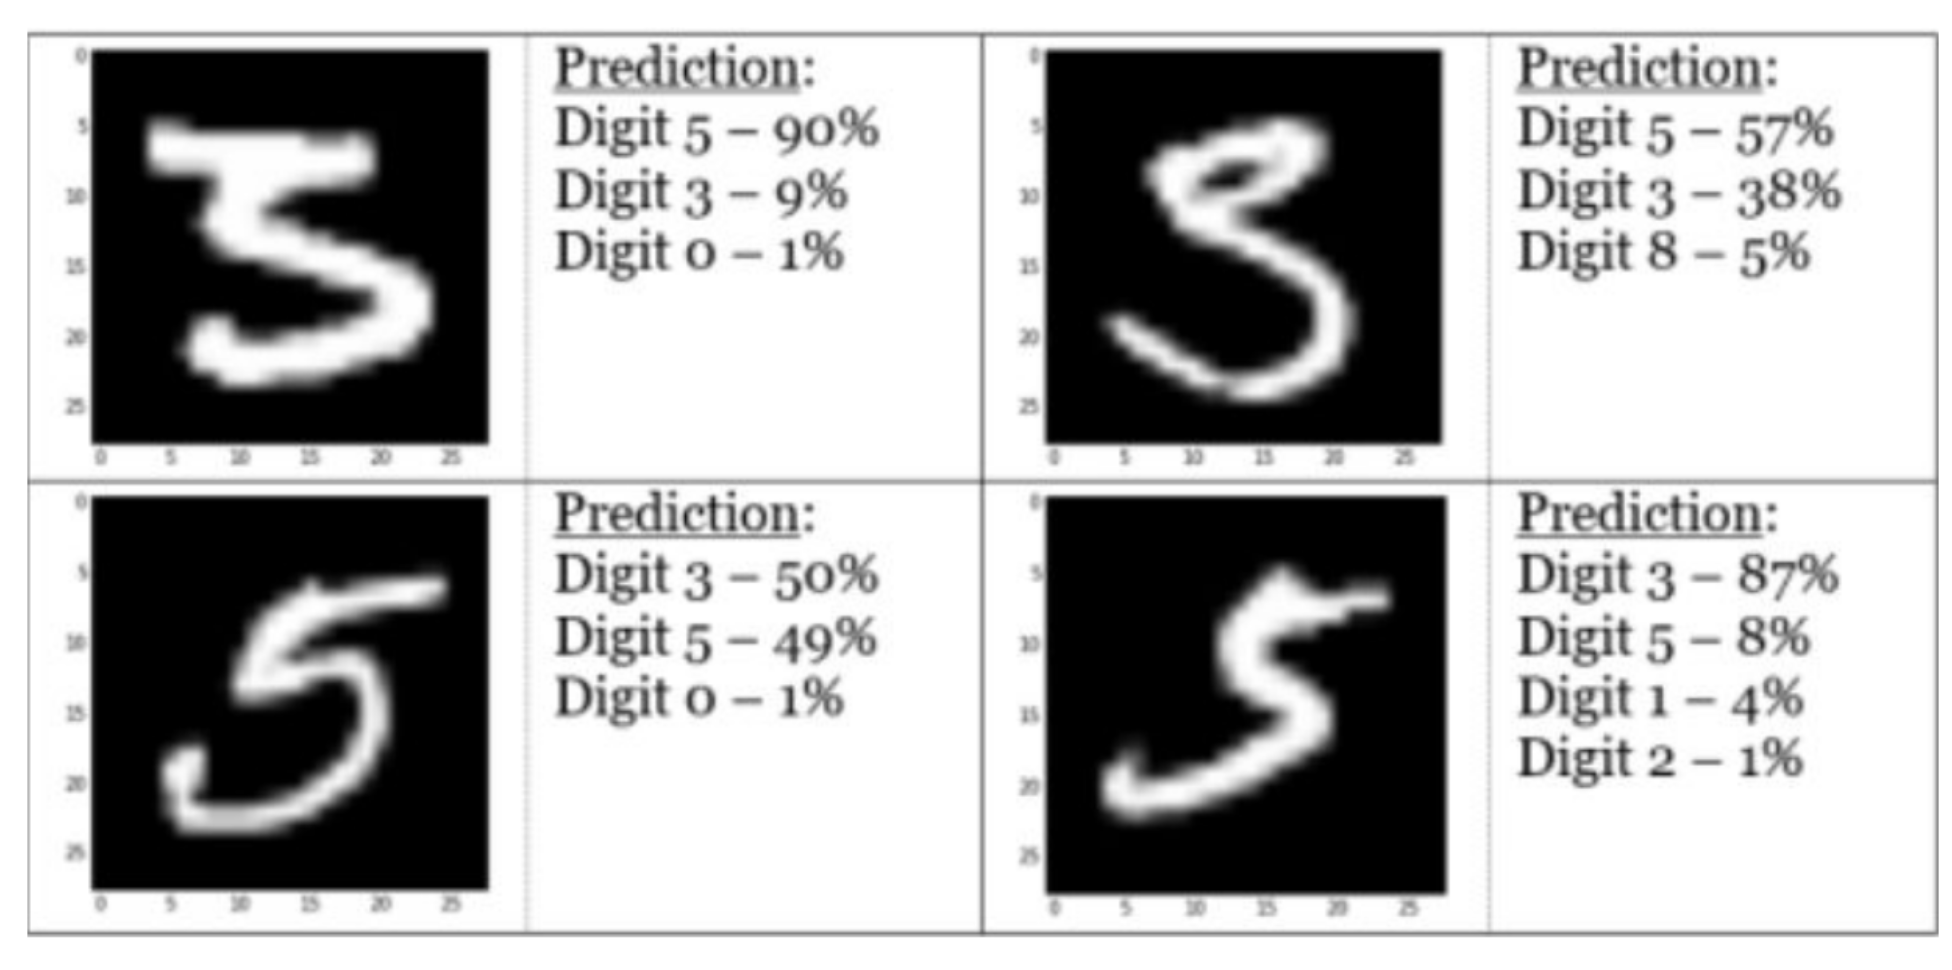 0
5
10
15
20
25
0 5 10 15 20 25
Prediction:
Digit 5 – 90%
Digit 3 – 9%
Digit 0 – 1%
0
5
10
15
20
25
0 5 10 15 20 25
Prediction:
Digit 5 – 57%
Digit 3 – 38%
Digit 8 – 5%
0
5
10
15
20
25
0 5 10 15 20 25
Prediction:
Digit 3 – 50%
Digit 5 – 49%
Digit 0 – 1%
0
5
10
15
20
25
0 5 10 15 20 25
Prediction:
Digit 3 – 87%
Digit 5 – 8%
Digit 1 – 4%
Digit 2 – 1%